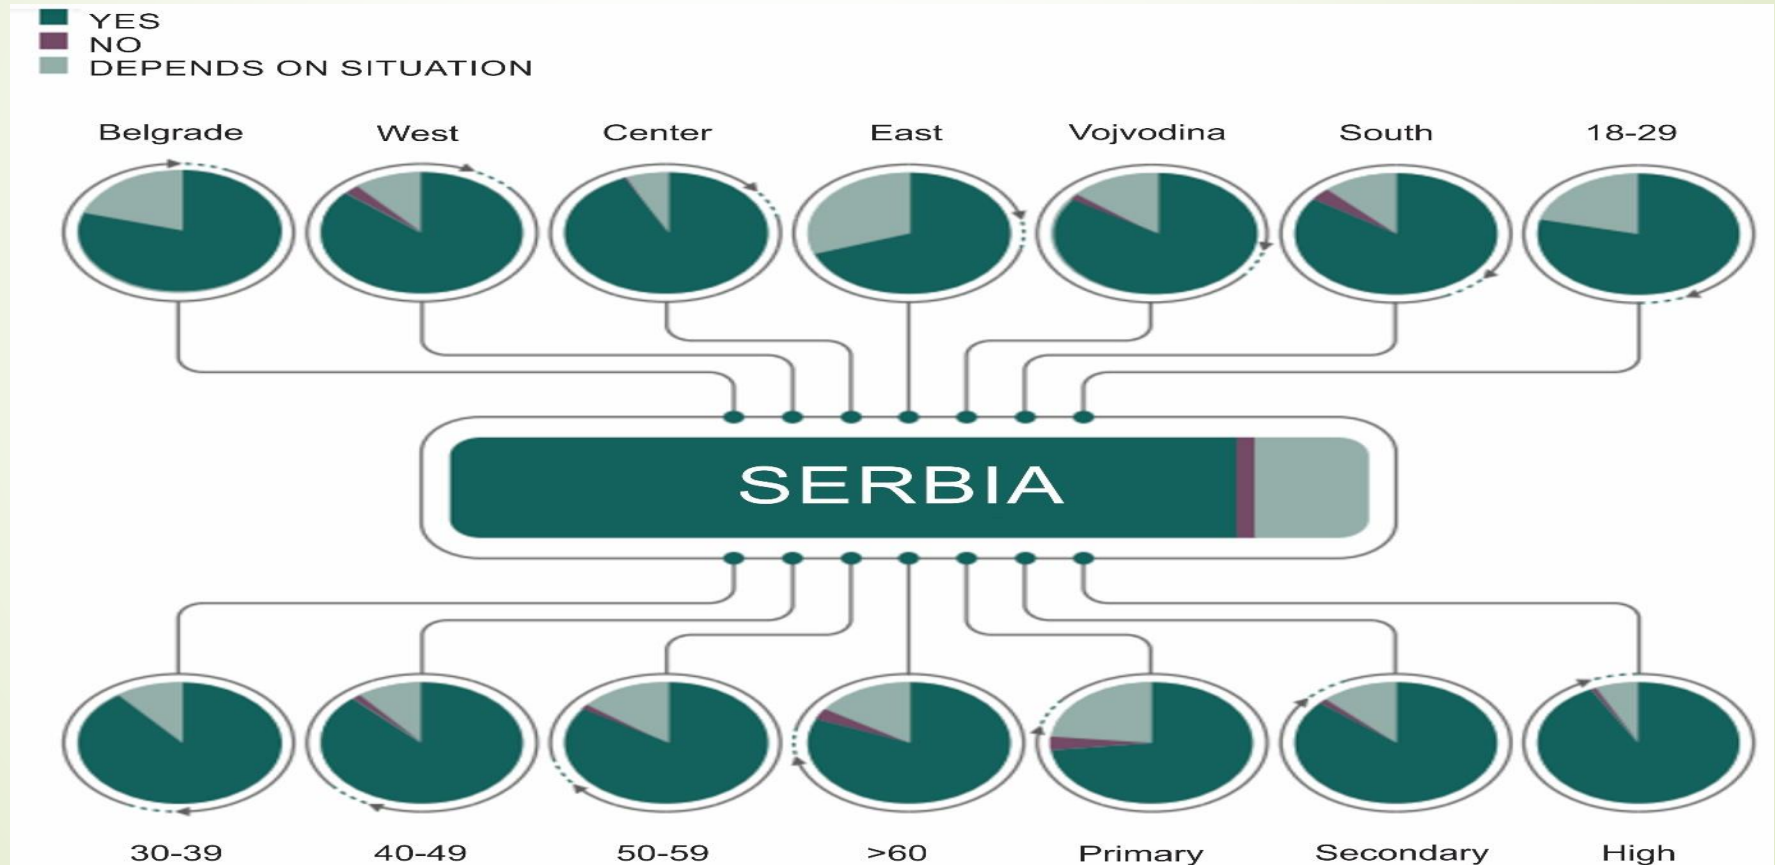 YES
NO
DEPENDS ON SITUATION
Belgrade West Center East Vojvodina South 18-29
SERBIA
30-39 40-49 50-59 >60 Primary Secondary High